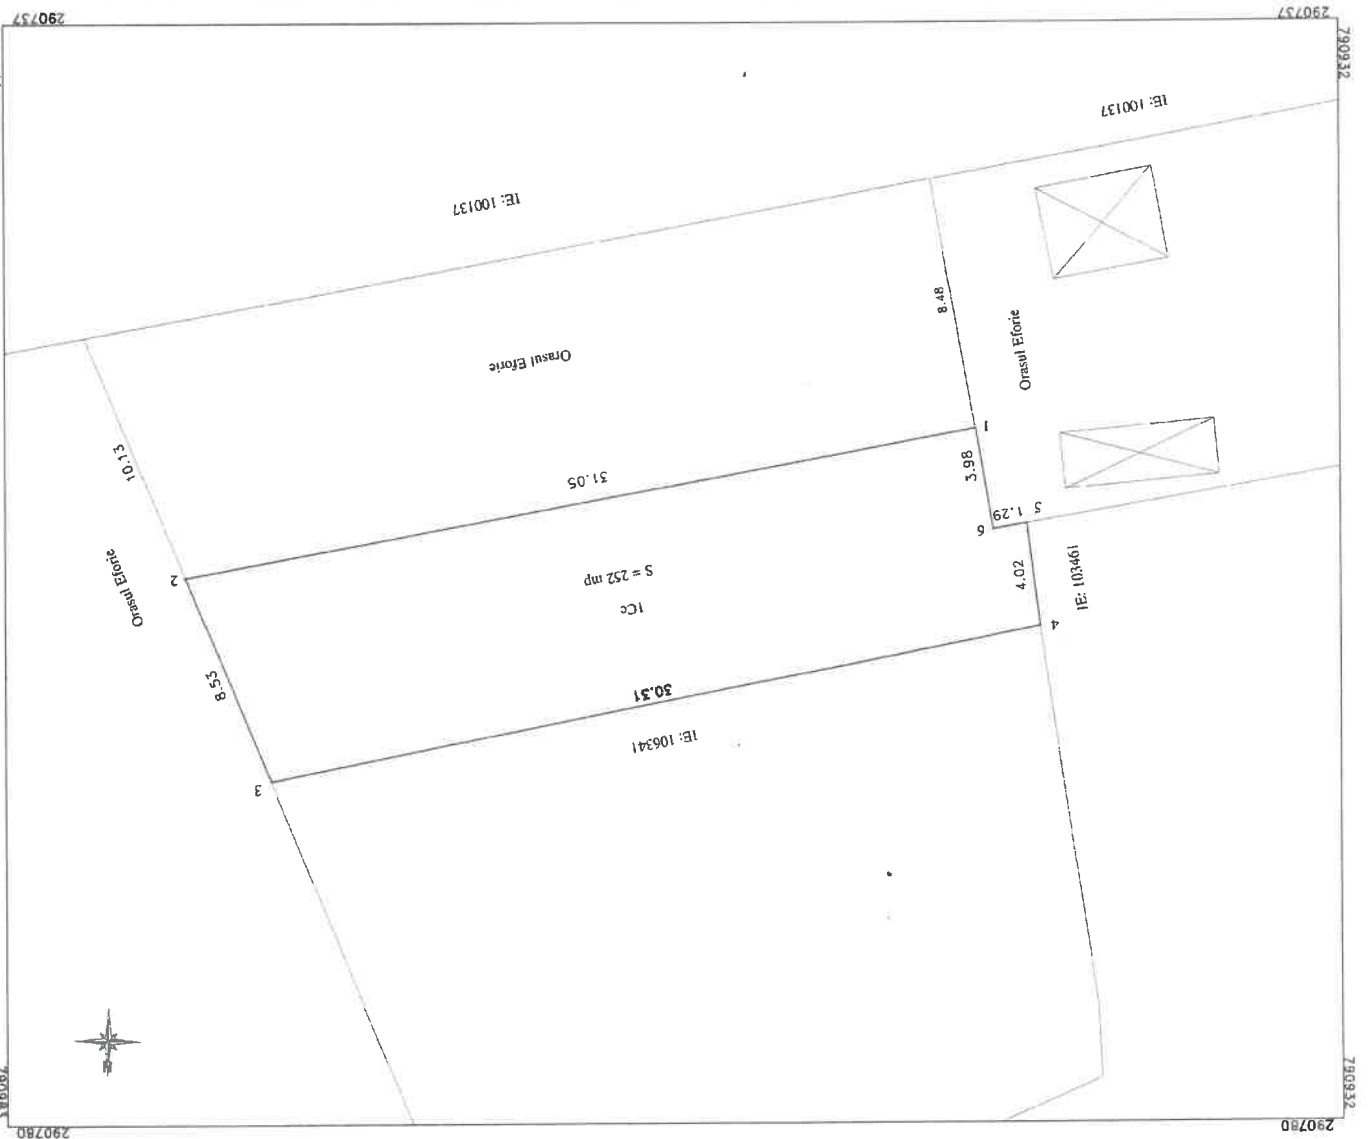 290780
290780
790932
N
IE: 106341
30.31
3
4
1Cc
S = 252 mp
8.53
4.02
IE: 103461
Orasul Eforie
2
6
1.29
5
31.05
3.98
1
10.13
Orasul Eforie
Orasul Eforie
8.48
IE: 100137
IE: 100137
790932
290737
290737